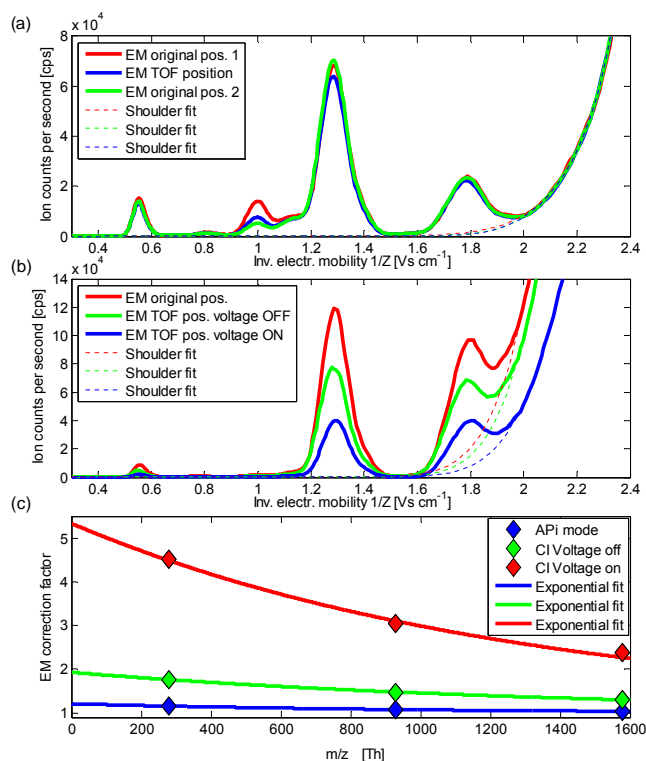 (a)
x 10⁴
8
6
4
2
0
Ion counts per second [cps]
EM original pos. 1
EM TOF position
EM original pos. 2
Shoulder fit
Shoulder fit
Shoulder fit
0.4 0.6 0.8 1 1.2 1.4 1.6 1.8 2 2.2 2.4
Inv. electr. mobility 1/Z [Vs cm⁻¹]
(b)
x 10⁴
14
12
10
8
6
4
2
0
Ion counts per second [cps]
EM original pos.
EM TOF pos. voltage OFF
EM TOF pos. voltage ON
Shoulder fit
Shoulder fit
Shoulder fit
0.4 0.6 0.8 1 1.2 1.4 1.6 1.8 2 2.2 2.4
Inv. electr. mobility 1/Z [Vs cm⁻¹]
(c)
5
4
3
2
1
EM correction factor
APi mode
CI Voltage off
CI Voltage on
Exponential fit
Exponential fit
Exponential fit
0 200 400 600 800 1000 1200 1400 1600
m/z [Th]